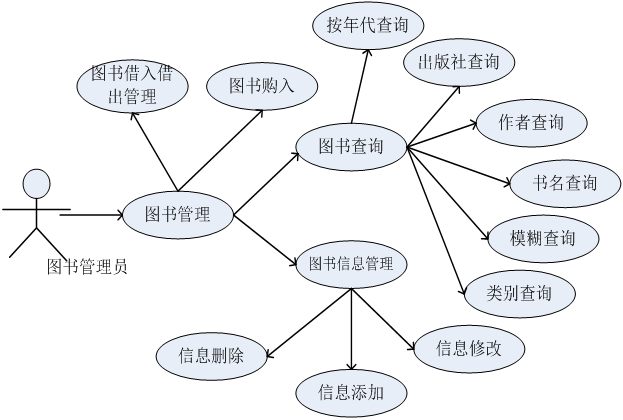 按年代查询
出版社查询
图书借入借
出管理
图书购入
作者查询
图书查询
书名查询
图书管理
模糊查询
图书管理员
图书信息管理
类别查询
信息删除
信息修改
信息添加